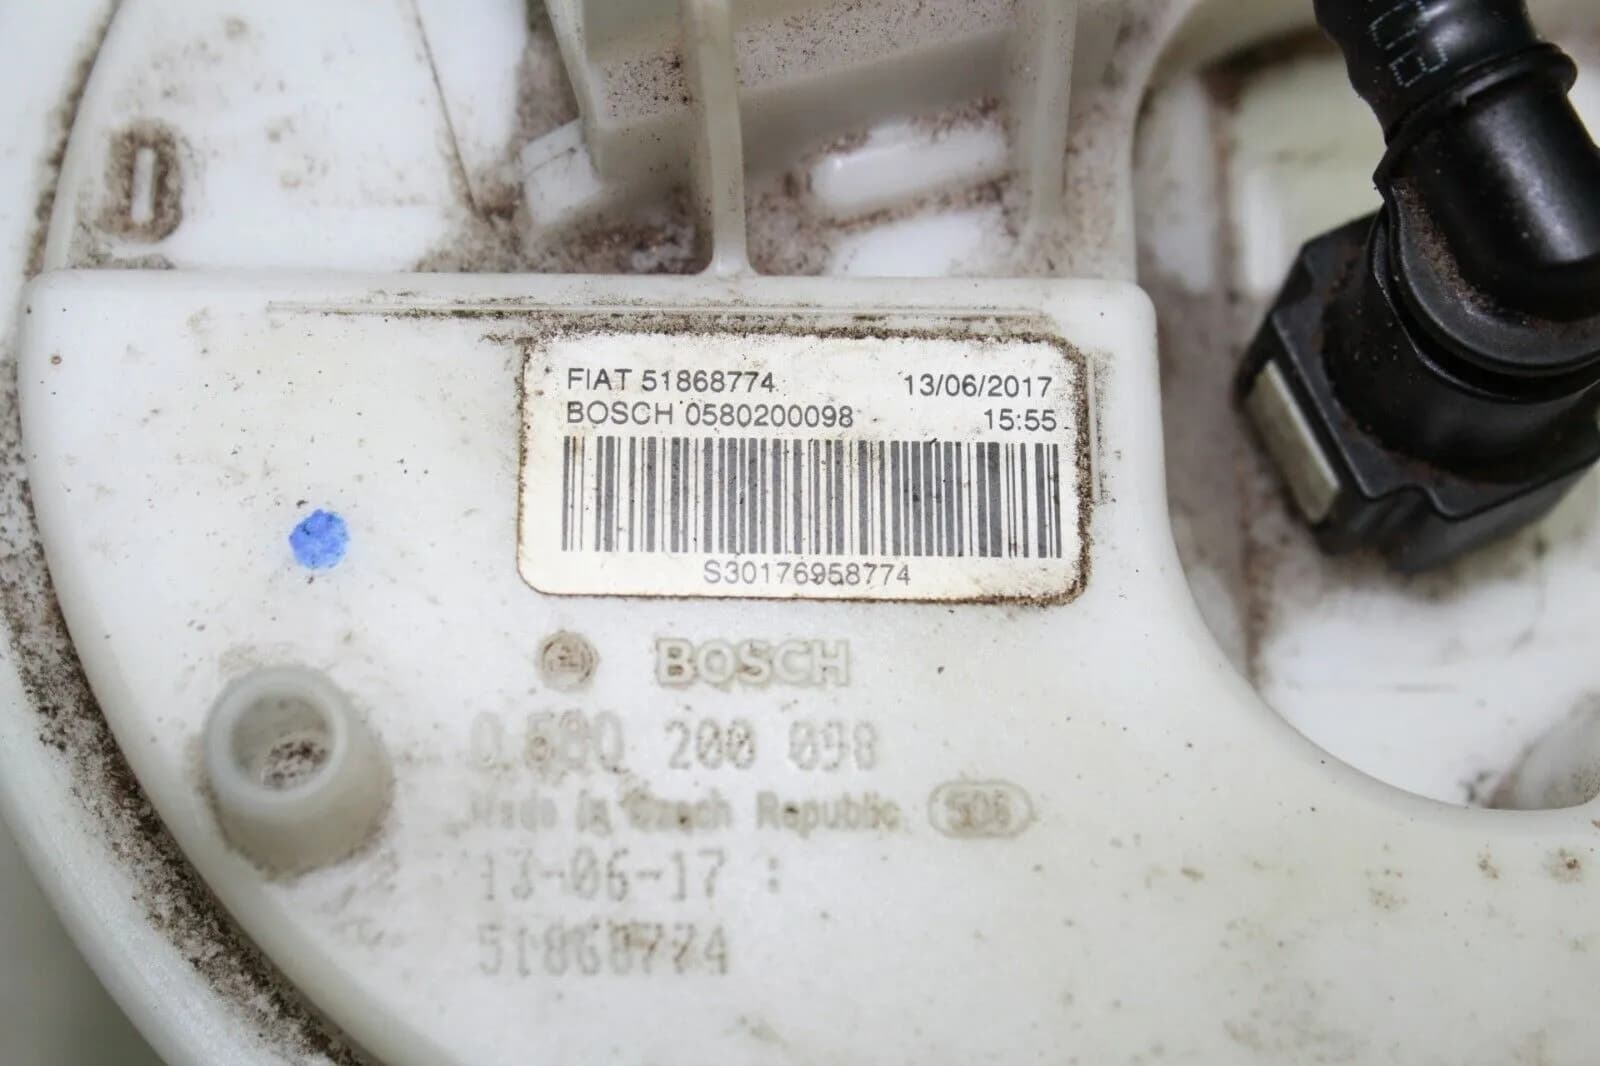 FIAT 51868774 13/06/2017
BOSCH 0580200098 15:55
S30176958774
BOSCH
0 580 200 098
Made in Czech Republic 506
13-06-17 :
51868774